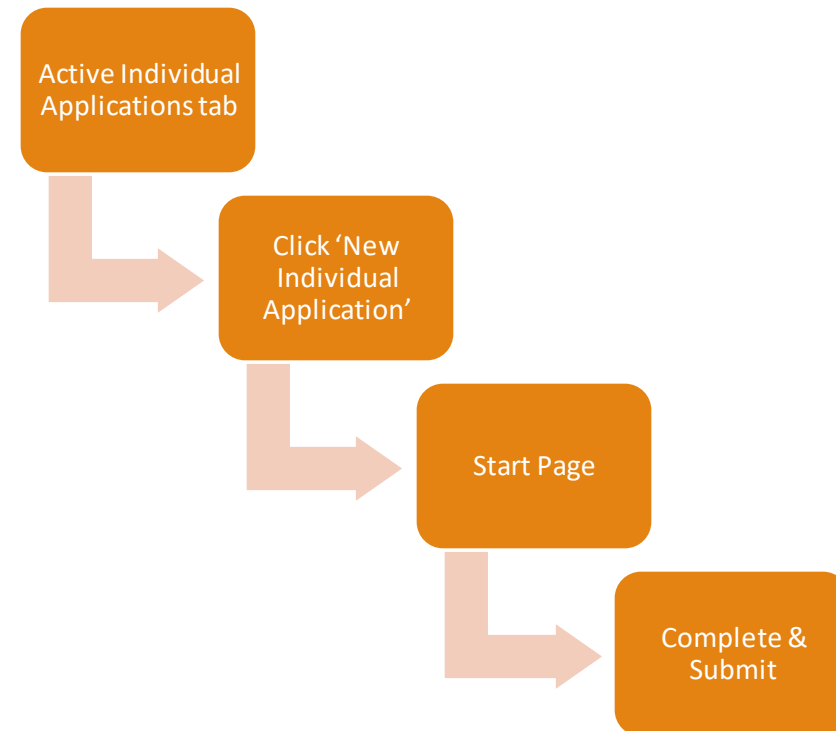 Active Individual
Applications tab
Click ‘New
Individual
Application’
Start Page
Complete &
Submit